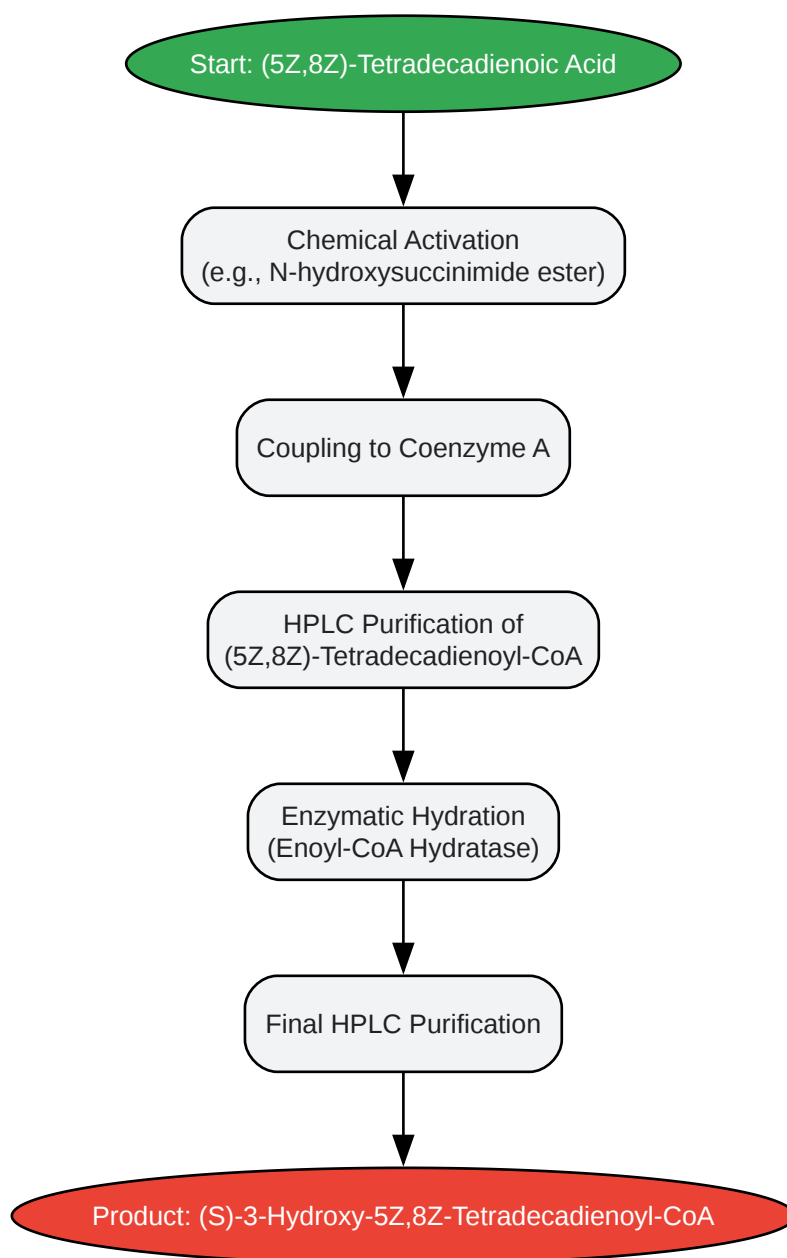 Start: (5Z,8Z)-Tetradecadienoic Acid
Chemical Activation
(e.g., N-hydroxysuccinimide ester)
Coupling to Coenzyme A
HPLC Purification of
(5Z,8Z)-Tetradecadienoyl-CoA
Enzymatic Hydration
(Enoyl-CoA Hydratase)
Final HPLC Purification
Product: (S)-3-Hydroxy-5Z,8Z-Tetradecadienoyl-CoA